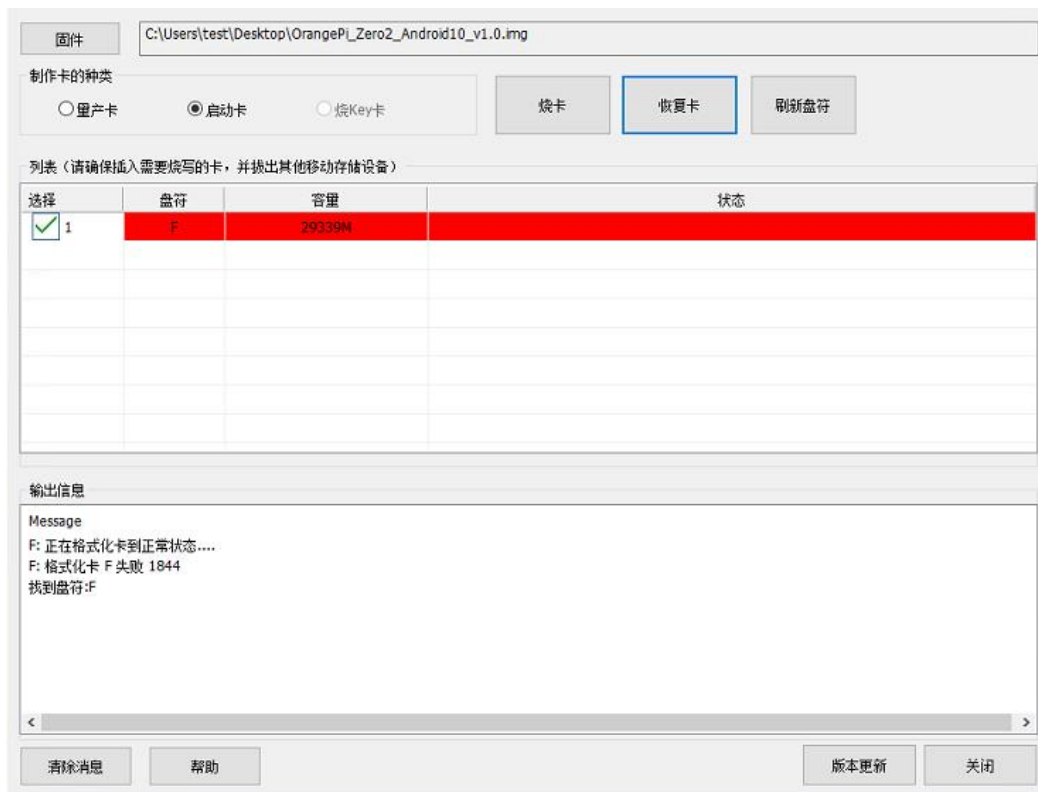 固件 C:\Users\test\Desktop\OrangePi_Zero2_Android10_v1.0.img
制作卡的种类
量产卡 启动卡 烧Key卡 烧卡 恢复卡 刷新盘符
列表(请确保插入需要烧写的卡，并拔出其他移动存储设备)
选择 盘符 容量 状态
1 F 29339M
输出信息
Message
F: 正在格式化卡到正常状态....
F: 格式化卡 F 失败 1844
找到盘符:F
清除消息 帮助 版本更新 关闭